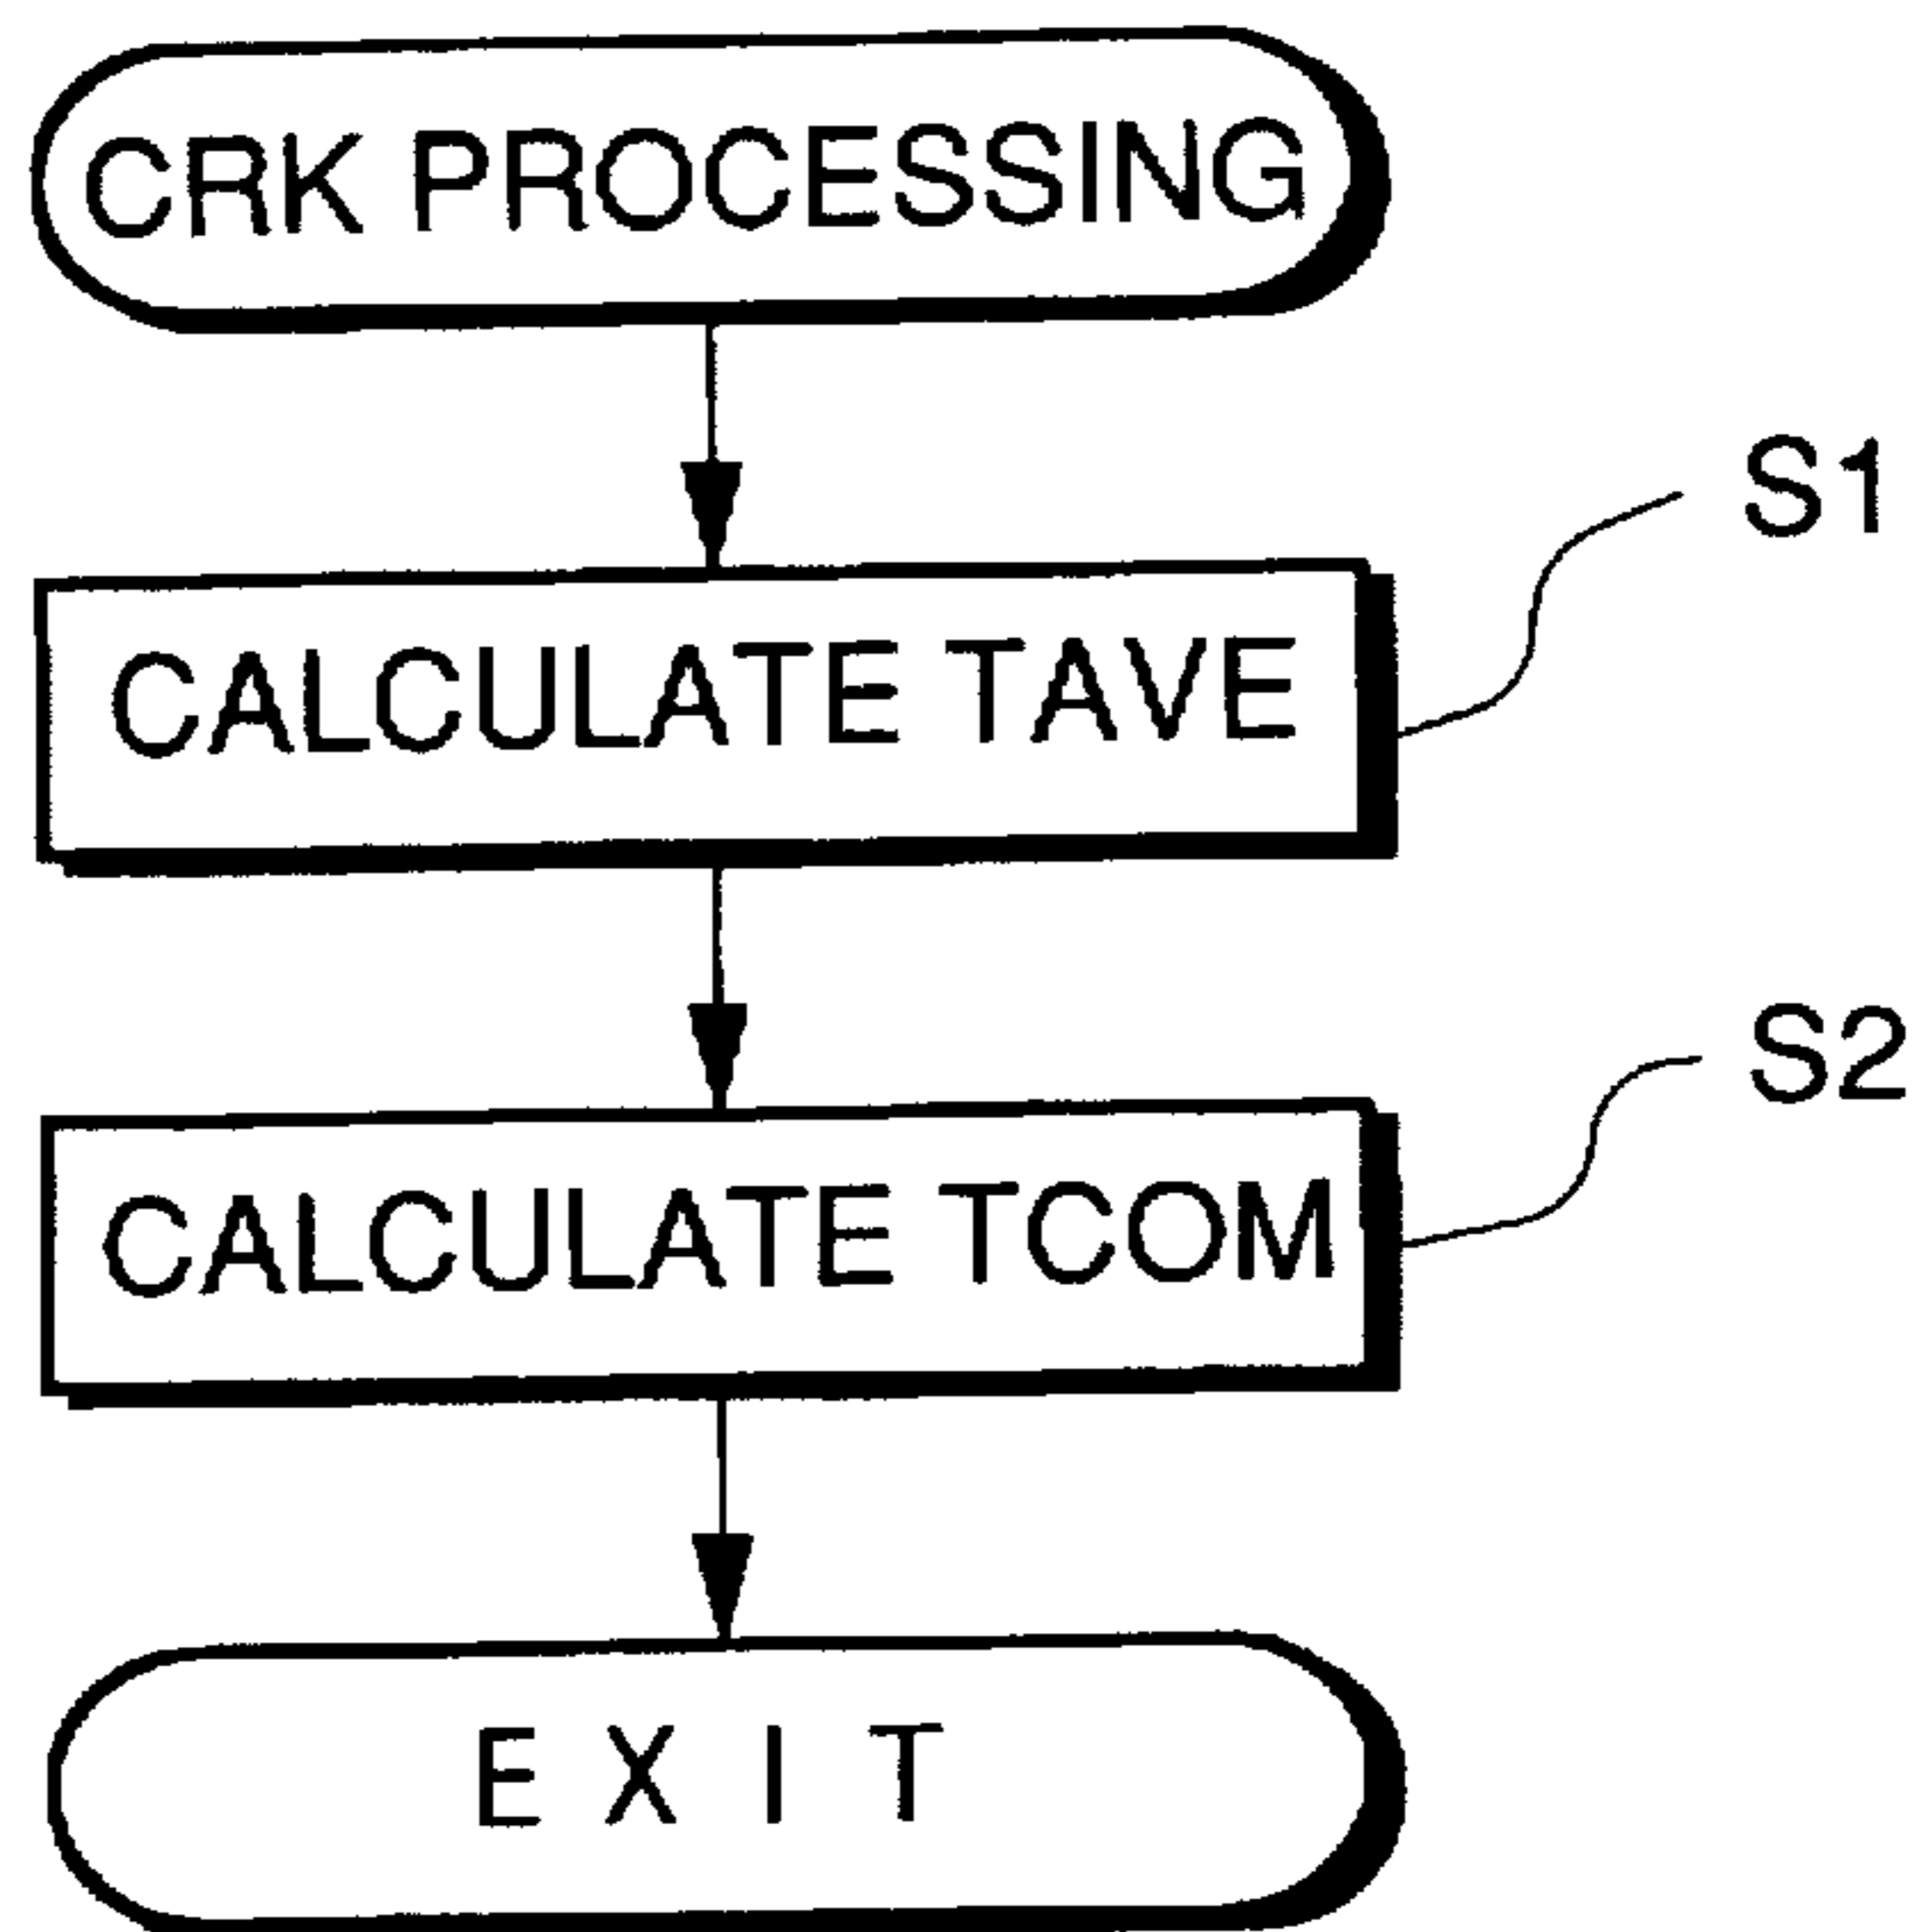 CRK PROCESSING
S1
CALCULATE TAVE
S2
CALCULATE TCOM
EXIT